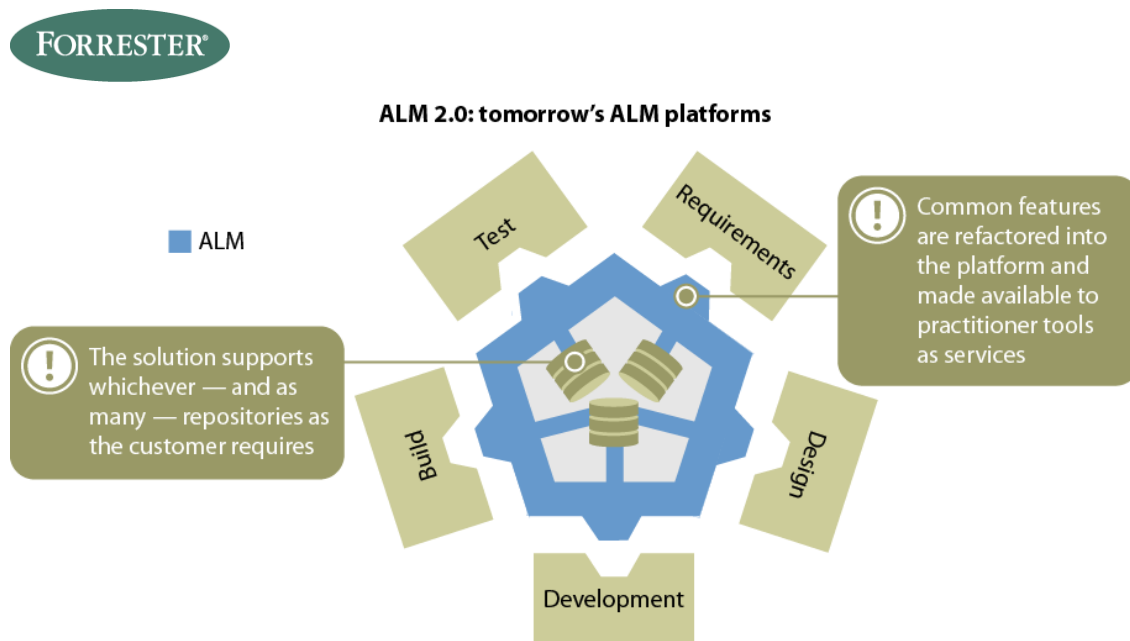 FORRESTER®
ALM 2.0: tomorrow's ALM platforms
ALM
Test
Requirements
Common features
are refactored into
the platform and
made available to
practitioner tools
as services
The solution supports
whichever — and as
many — repositories as
the customer requires
Build
Design
Development